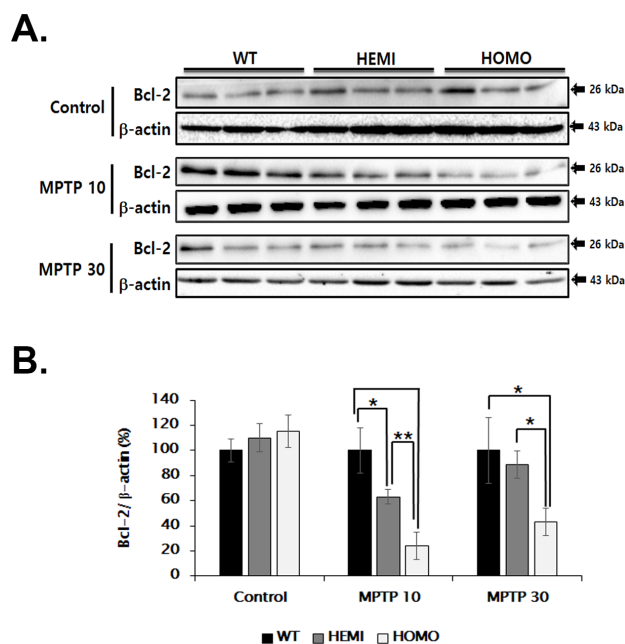 A.
WT HEMI HOMO
Control
Bcl-2 26 kDa
β-actin 43 kDa
MPTP 10
Bcl-2 26 kDa
β-actin 43 kDa
MPTP 30
Bcl-2 26 kDa
β-actin 43 kDa
B.
Bcl-2/ β-actin (%)
140
120
100
80
60
40
20
0
* ** * *
Control MPTP 10 MPTP 30
WT HEMI HOMO